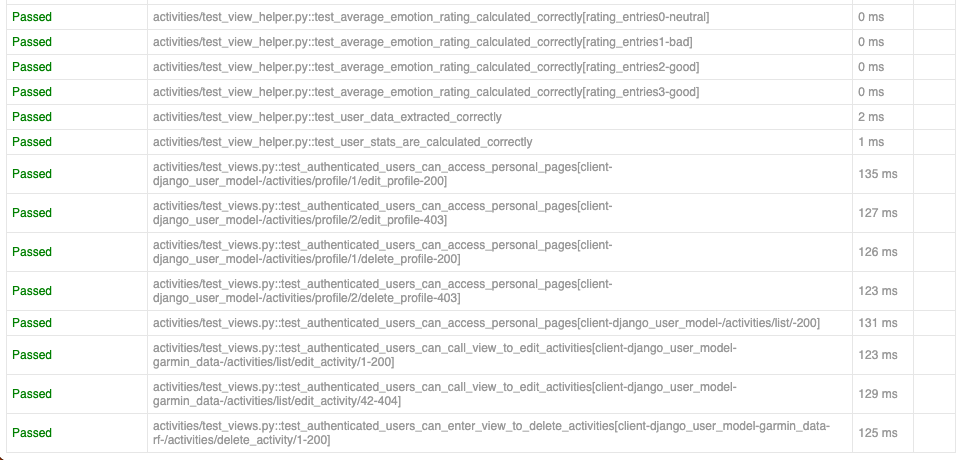 Passed activities/test_view_helper.py::test_average_emotion_rating_calculated_correctly[rating_entries0-neutral] 0 ms
Passed activities/test_view_helper.py::test_average_emotion_rating_calculated_correctly[rating_entries1-bad] 0 ms
Passed activities/test_view_helper.py::test_average_emotion_rating_calculated_correctly[rating_entries2-good] 0 ms
Passed activities/test_view_helper.py::test_average_emotion_rating_calculated_correctly[rating_entries3-good] 0 ms
Passed activities/test_view_helper.py::test_user_data_extracted_correctly 2 ms
Passed activities/test_view_helper.py::test_user_stats_are_calculated_correctly 1 ms
Passed activities/test_views.py::test_authenticated_users_can_access_personal_pages[client- 135 ms
django_user_model-/activities/profile/1/edit_profile-200]
Passed activities/test_views.py::test_authenticated_users_can_access_personal_pages[client- 127 ms
django_user_model-/activities/profile/2/edit_profile-403]
Passed activities/test_views.py::test_authenticated_users_can_access_personal_pages[client- 126 ms
django_user_model-/activities/profile/1/delete_profile-200]
Passed activities/test_views.py::test_authenticated_users_can_access_personal_pages[client- 123 ms
django_user_model-/activities/profile/2/delete_profile-403]
Passed activities/test_views.py::test_authenticated_users_can_access_personal_pages[client-django_user_model-/activities/list/-200] 131 ms
Passed activities/test_views.py::test_authenticated_users_can_call_view_to_edit_activities[client-django_user_model- 123 ms
garmin_data-/activities/list/edit_activity/1-200]
Passed activities/test_views.py::test_authenticated_users_can_call_view_to_edit_activities[client-django_user_model- 129 ms
garmin_data-/activities/list/edit_activity/42-404]
Passed activities/test_views.py::test_authenticated_users_can_enter_view_to_delete_activities[client-django_user_model-garmin_data- 125 ms
rf-/activities/delete_activity/1-200]